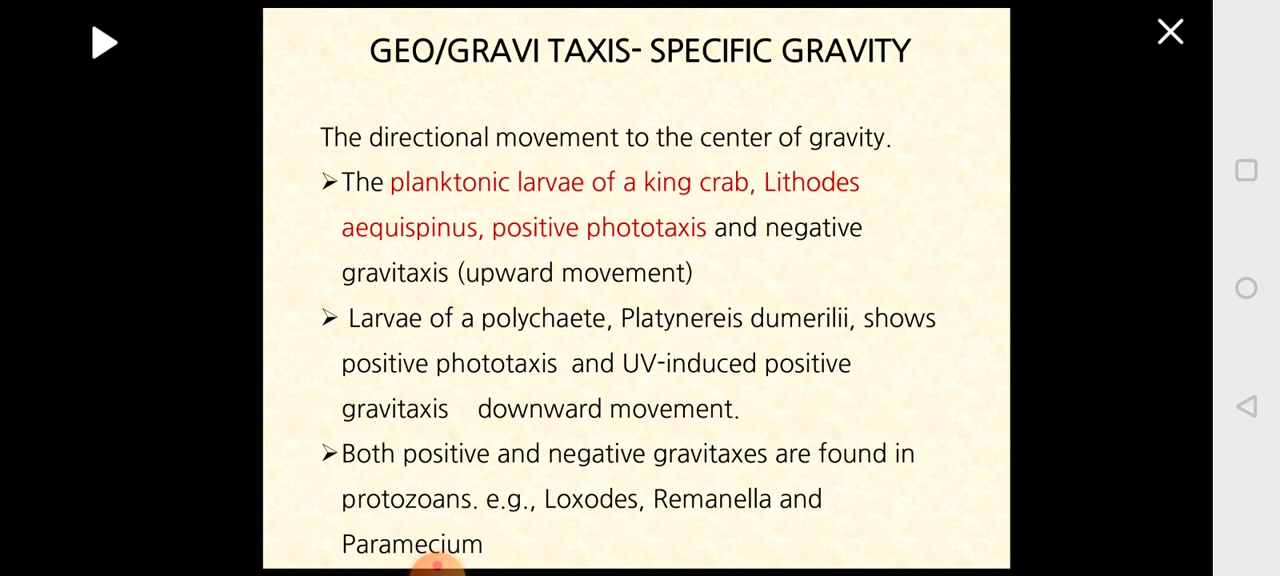 GEO/GRAVI TAXIS- SPECIFIC GRAVITY
The directional movement to the center of gravity.
➢The planktonic larvae of a king crab, Lithodes
aequispinus, positive phototaxis and negative
gravitaxis (upward movement)
➢ Larvae of a polychaete, Platynereis dumerilii, shows
positive phototaxis  and UV-induced positive
gravitaxis    downward movement.
➢Both positive and negative gravitaxes are found in
protozoans. e.g., Loxodes, Remanella and
Paramecium